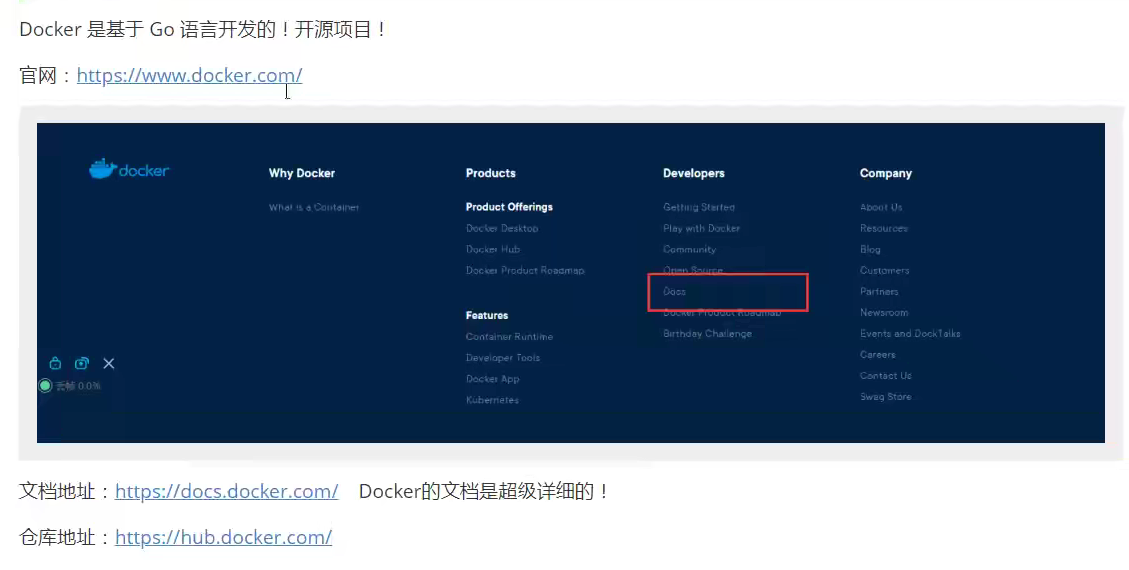 Docker 是基于 Go 语言开发的！开源项目！
官网：https://www.docker.com/
docker
Why Docker
What is a Container
Products
Product Offerings
Docker Desktop
Docker Hub
Docker Product Roadmap
Features
Container Runtime
Developer Tools
Docker App
Kubernetes
Developers
Getting Started
Play with Docker
Community
Open Source
Docs
Docker Product Roadmap
Birthday Challenge
Company
About Us
Resources
Blog
Customers
Partners
Newsroom
Events and DockTalks
Careers
Contact Us
Swag Store
丢帧 0.0%
文档地址：https://docs.docker.com/ Docker的文档是超级详细的！
仓库地址：https://hub.docker.com/